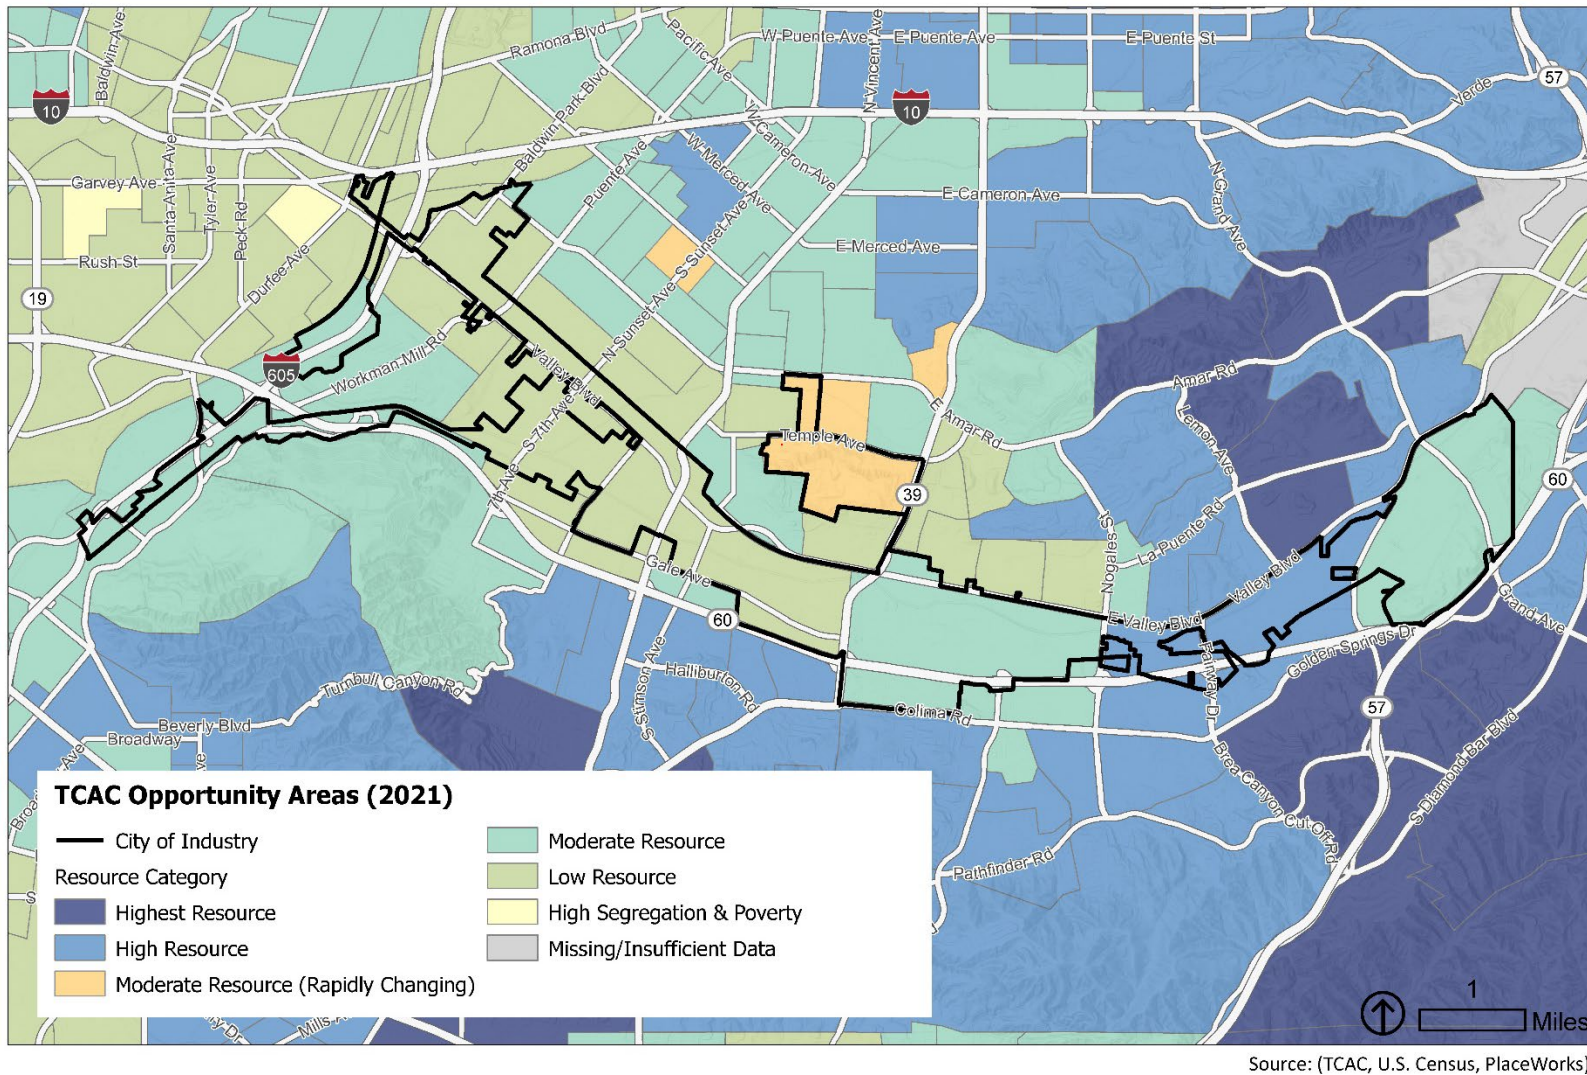 Baldwin Ave
Ramona Blvd
Pacific Ave
W Puente Ave
E Puente Ave
N Vincent Ave
E Puente St
57
Verde
10
10
Baldwin Park Blvd
W Cameron Ave
W Merced Ave
Puente Ave
Santa Anita Ave
Garvey Ave
Tyler Ave
Peck Rd
E Cameron Ave
N Grand Ave
E Merced Ave
Rush St
Durfee Ave
S Sunset Ave
19
N Sunset Ave
605
Workman Mill Rd
Valley Blvd
Amar Rd
E Amar Rd
Lemon Ave
S 7th Ave
Temple Ave
7th Ave
39
60
Nogales St
La Puente Rd
Gale Ave
Valley Blvd
60
E Valley Blvd
Grand Ave
Fairway Dr
Golden Springs Dr
Halliburton Rd
S Stimson Ave
Turnbull Canyon Rd
Colima Rd
57
Beverly Blvd
Broadway
Brea Canyon Cut Off Rd
S Diamond Bar Blvd
Pathfinder Rd
TCAC Opportunity Areas (2021)
City of Industry
Resource Category
Highest Resource
High Resource
Moderate Resource (Rapidly Changing)
Moderate Resource
Low Resource
High Segregation & Poverty
Missing/Insufficient Data
1
Miles
Source: (TCAC, U.S. Census, PlaceWorks)